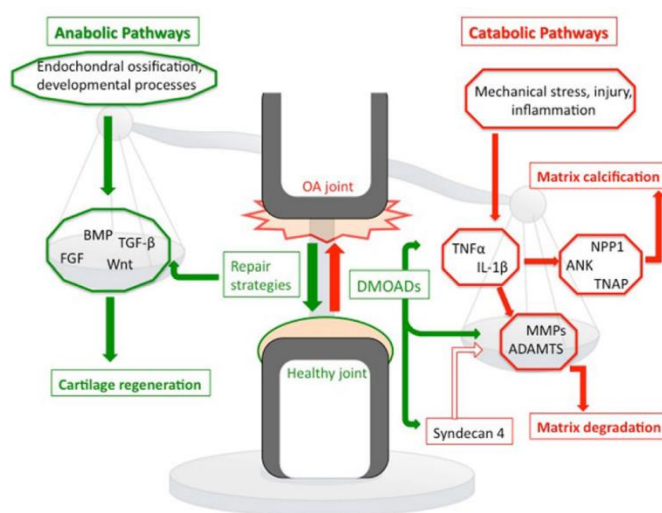 Anabolic Pathways
Endochondral ossification,
developmental processes
BMP
TGF-β
FGF
Wnt
Cartilage regeneration
OA joint
Repair
strategies
DMOADs
Healthy joint
Catabolic Pathways
Mechanical stress, injury,
inflammation
Matrix calcification
TNFα
IL-1β
NPP1
ANK
TNAP
MMPs
ADAMTS
Syndecan 4
Matrix degradation